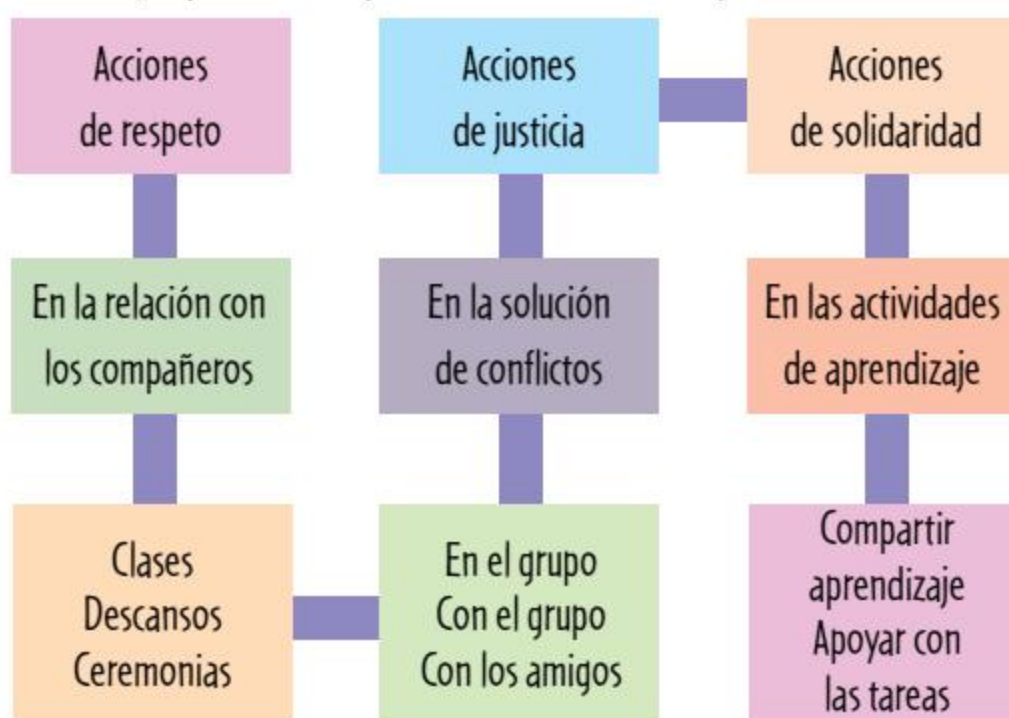 Acciones
de respeto
En la relación con
los compañeros
Clases
Descansos
Ceremonias
En el grupo
Con el grupo
Con los amigos
En la solución
de conflictos
Acciones
de justicia
Acciones
de solidaridad
En las actividades
de aprendizaje
Compartir
aprendizaje
Apoyar con
las tareas